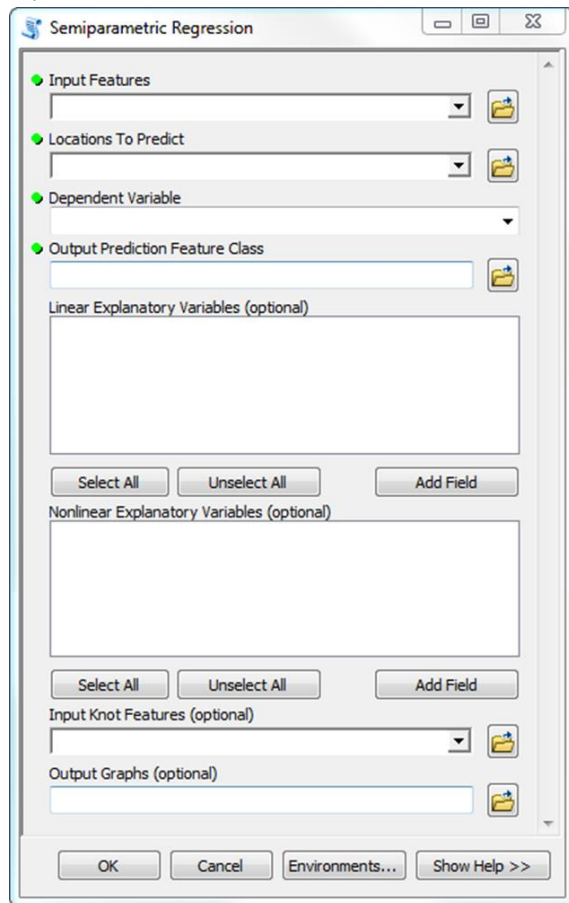 Semiparametric Regression
Input Features
Locations To Predict
Dependent Variable
Output Prediction Feature Class
Linear Explanatory Variables (optional)
Select All Unselect All Add Field
Nonlinear Explanatory Variables (optional)
Select All Unselect All Add Field
Input Knot Features (optional)
Output Graphs (optional)
OK Cancel Environments... Show Help >>